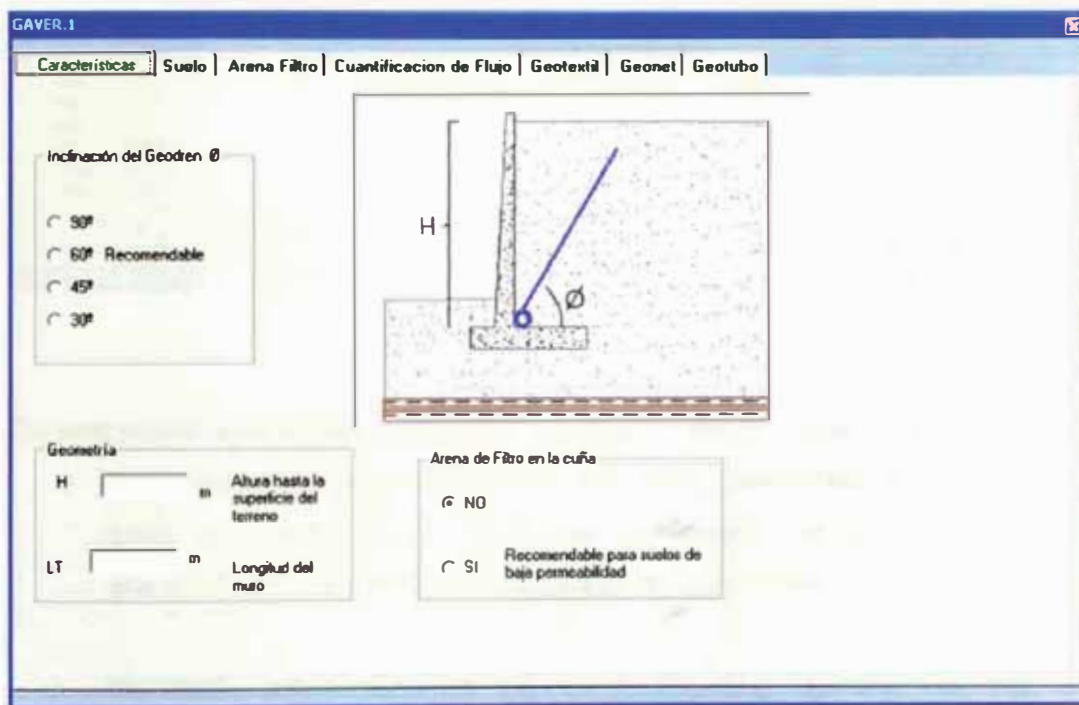 GAVER.1
Características Suelo Arena Filtro Cuantificacion de Flujo Geotextil Geonet Geotubo
Inclinación del Geodren Ø
90º
60º Recomendable
45º
30º
H
Ø
Geometría
H m Altura hasta la
superficie del
terreno
LT m Longitud del
muro
Arena de Filtro en la cuña
NO
SI Recomendable para suelos de
baja permeabilidad